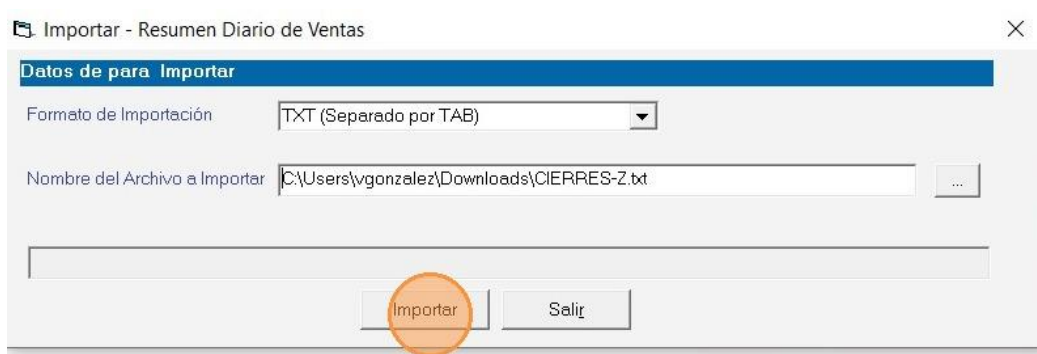 Importar - Resumen Diario de Ventas
Datos de para Importar
Formato de Importación TXT (Separado por TAB)
Nombre del Archivo a Importar C:\Users\vgonzalez\Downloads\CIERRES-Z.txt ...
Importar Salir